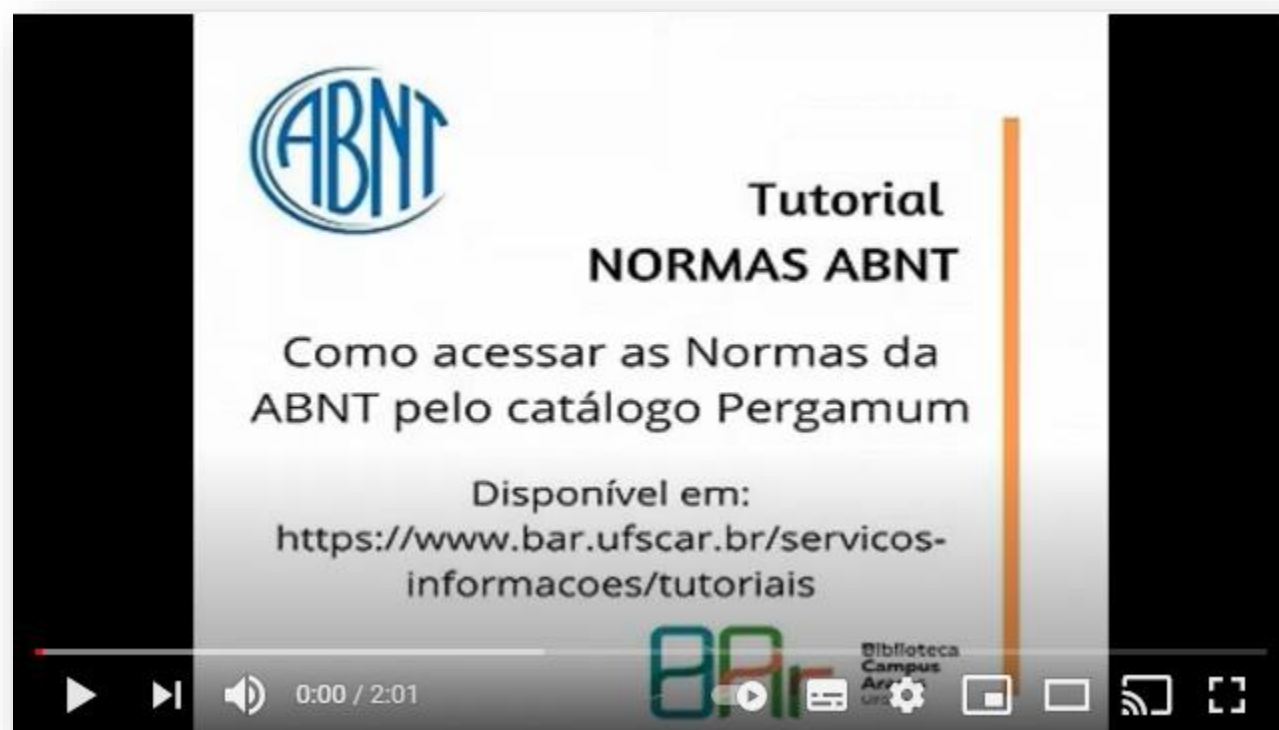 ABNT
Tutorial
NORMAS ABNT
Como acessar as Normas da
ABNT pelo catálogo Pergamum
Disponível em:
https://www.bar.ufscar.br/servicos-
informacoes/tutoriais
BAr
Biblioteca
Campus
0:00 / 2:01